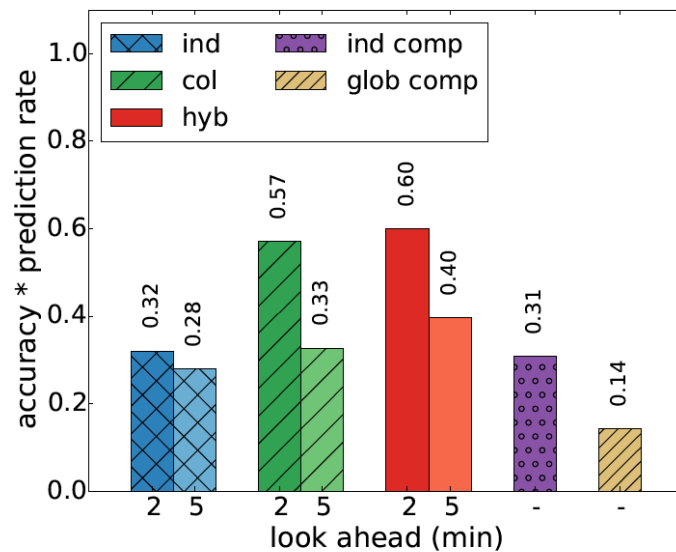 accuracy * prediction rate
1.0
0.8
0.6
0.4
0.2
0.0
ind
col
hyb
ind comp
glob comp
0.32
0.28
0.57
0.33
0.60
0.40
0.31
0.14
2 5 2 5 2 5 - -
look ahead (min)